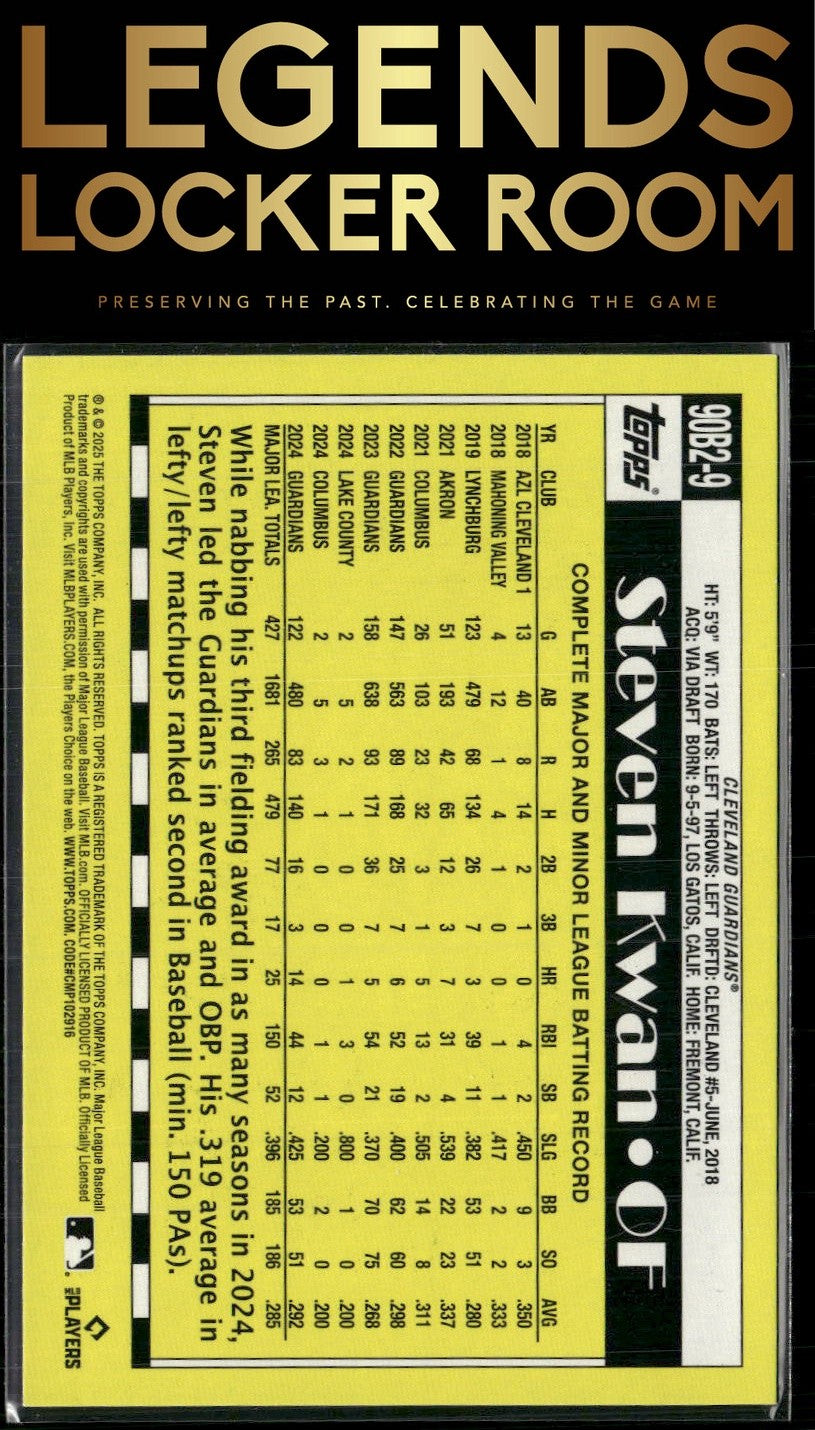 LEGENDS
LOCKER ROOM
PRESERVING THE PAST. CELEBRATING THE GAME
90B2-9
topps®
CLEVELAND GUARDIANS®
HT: 5'9" WT: 170 BATS: LEFT THROWS: LEFT DRFTD: CLEVELAND #5-JUNE, 2018
ACQ: VIA DRAFT BORN: 9-5-97, LOS GATOS, CALIF. HOME: FREMONT, CALIF.
Steven Kwan • OF
COMPLETE MAJOR AND MINOR LEAGUE BATTING RECORD
YR CLUB G AB R H 2B 3B HR RBI SB SLG BB SO AVG
2018 AZL CLEVELAND 1 13 40 8 14 2 1 0 4 2 .450 9 3 .350
2018 MAHONING VALLEY 4 12 1 4 1 0 0 1 1 .417 2 2 .333
2019 LYNCHBURG 123 479 68 134 26 7 3 39 11 .382 53 51 .280
2021 AKRON 51 193 42 65 12 3 7 31 4 .539 22 23 .337
2021 COLUMBUS 26 103 23 32 3 1 5 13 2 .505 14 8 .311
2022 GUARDIANS 147 563 89 168 25 7 6 52 19 .400 62 60 .298
2023 GUARDIANS 158 638 93 171 36 7 5 54 21 .370 70 75 .268
2024 LAKE COUNTY 2 5 2 1 0 0 1 3 0 .800 1 0 .200
2024 COLUMBUS 2 5 3 1 0 0 0 1 1 .200 2 0 .200
2024 GUARDIANS 122 480 83 140 16 3 14 44 12 .425 53 51 .292
MAJOR LEA. TOTALS 427 1681 265 479 77 17 25 150 52 .396 185 186 .285
While nabbing his third fielding award in as many seasons in 2024,
Steven led the Guardians in average and OBP. His .319 average in
lefty/lefty matchups ranked second in Baseball (min. 150 PAs).
® & © 2025 THE TOPPS COMPANY, INC. ALL RIGHTS RESERVED. TOPPS IS A REGISTERED TRADEMARK OF THE TOPPS COMPANY, INC. Major League Baseball
trademarks and copyrights are used with permission of Major League Baseball. Visit MLB.com. OFFICIALLY LICENSED PRODUCT OF MLB. Officially Licensed
Product of MLB Players, Inc. Visit MLBPLAYERS.COM, the Players Choice on the web. WWW.TOPPS.COM. CODE#CMP102916
MLB PLAYERS